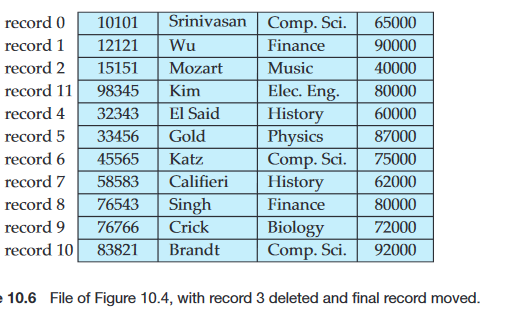 record 0 10101 Srinivasan Comp. Sci. 65000
record 1 12121 Wu Finance 90000
record 2 15151 Mozart Music 40000
record 11 98345 Kim Elec. Eng. 80000
record 4 32343 El Said History 60000
record 5 33456 Gold Physics 87000
record 6 45565 Katz Comp. Sci. 75000
record 7 58583 Califieri History 62000
record 8 76543 Singh Finance 80000
record 9 76766 Crick Biology 72000
record 10 83821 Brandt Comp. Sci. 92000
10.6 File of Figure 10.4, with record 3 deleted and final record moved.